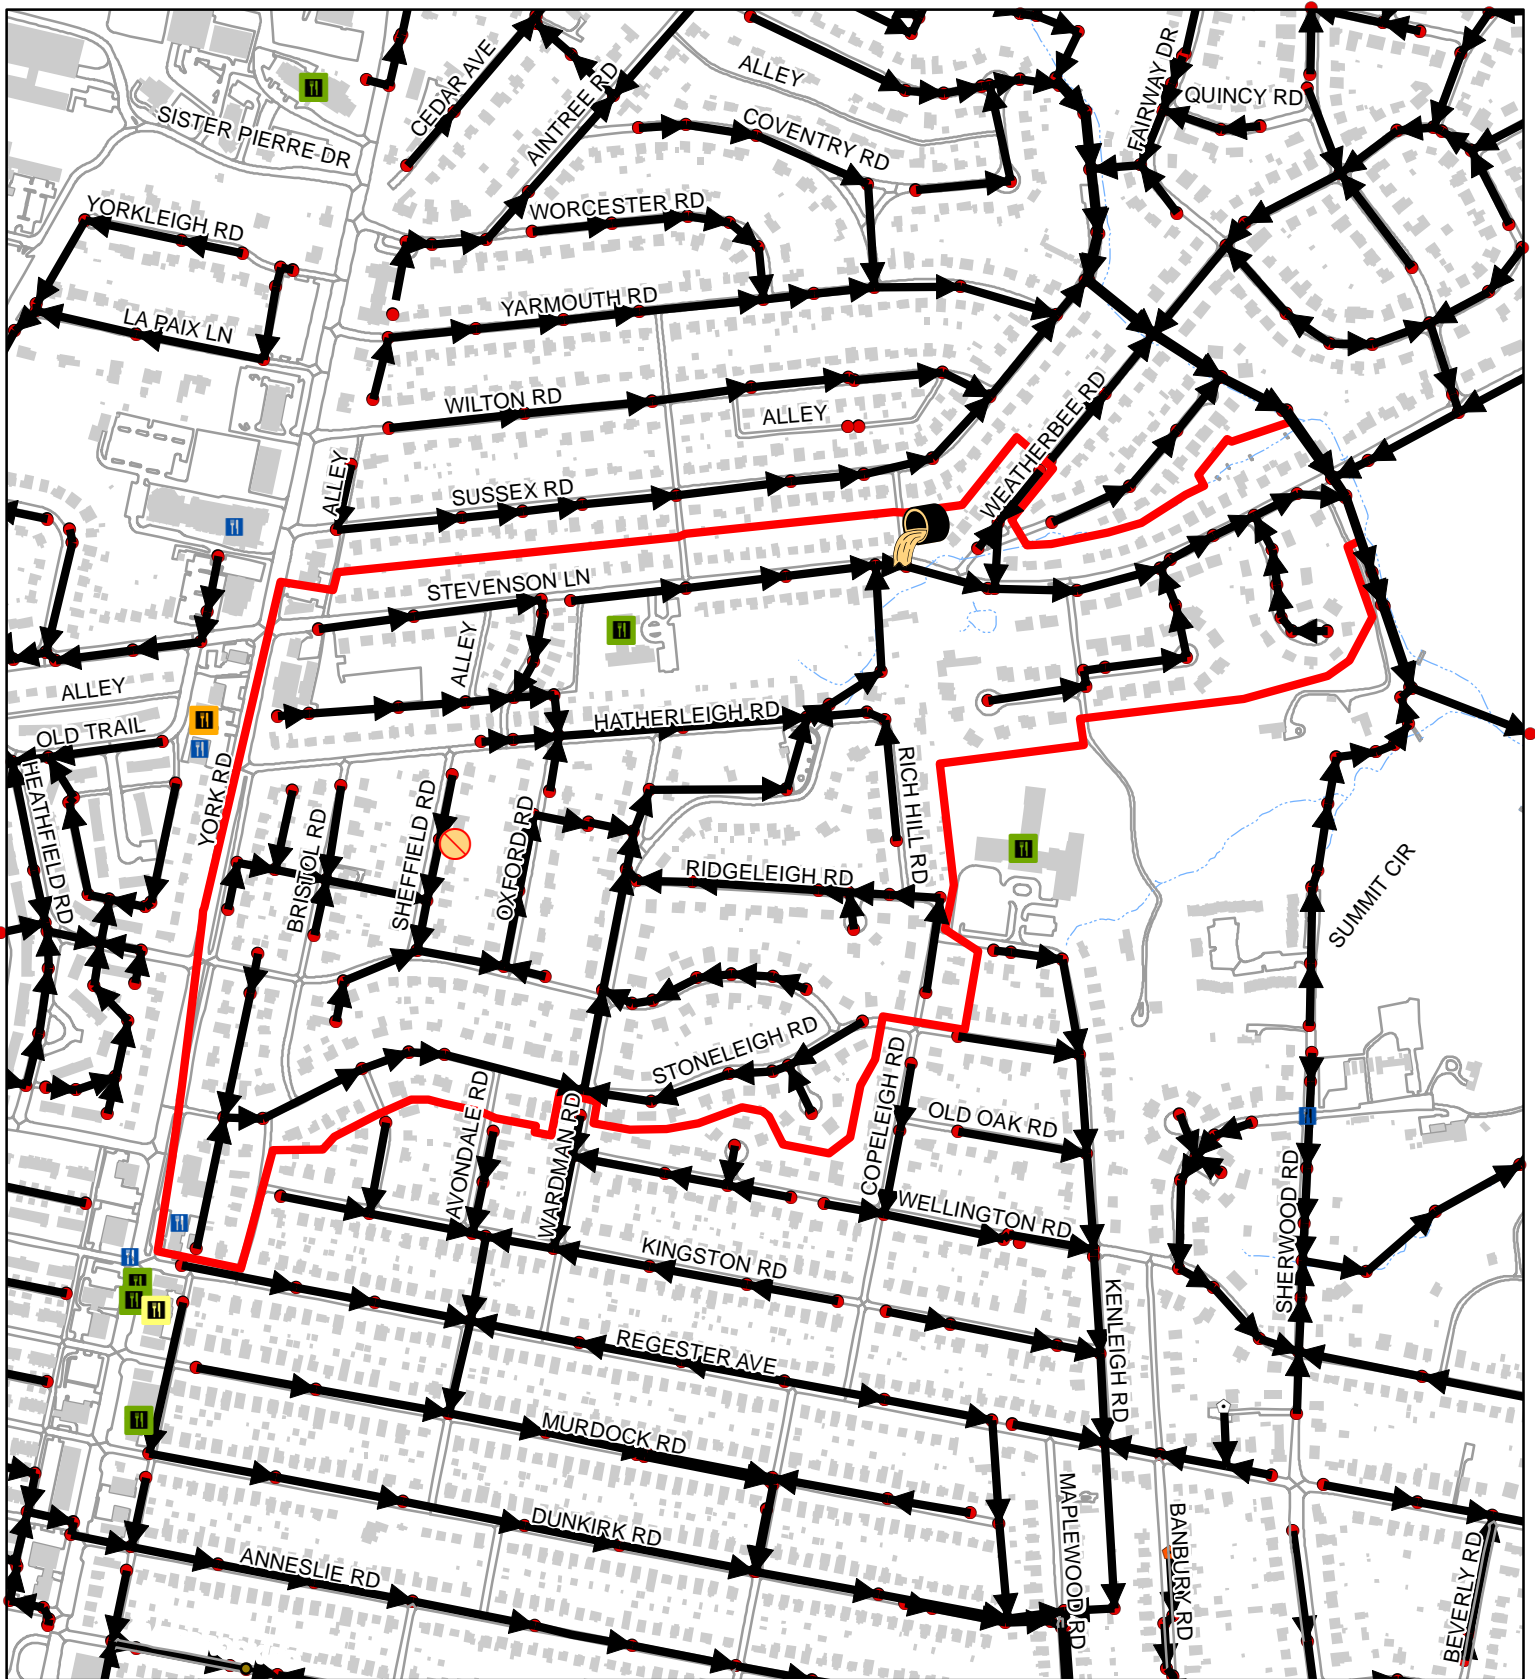 CEDAR AVE
ALLEY
FAIRWAY DR
QUINCY RD
AINTREE RD
SISTER PIERRE DR
COVENTRY RD
YORKLEIGH RD
WORCESTER RD
YARMOUTH RD
LA PAIX LN
WILTON RD
ALLEY
WEATHERBEE RD
ALLEY
SUSSEX RD
STEVENSON LN
ALLEY
ALLEY
OLD TRAIL
HATHERLEIGH RD
HEATHFIELD RD
YORK RD
BRISTOL RD
SHEFFIELD RD
OXFORD RD
RICH HILL RD
RIDGELEIGH RD
SUMMIT CIR
STONELEIGH RD
AVONDALE RD
WARDMAN RD
COPELEIGH RD
OLD OAK RD
WELLINGTON RD
SHERWOOD RD
KINGSTON RD
KENLEIGH RD
REGESTER AVE
MURDOCK RD
DUNKIRK RD
MAPLEWOOD RD
BANBURY RD
BEVERLY RD
ANNESLIE RD